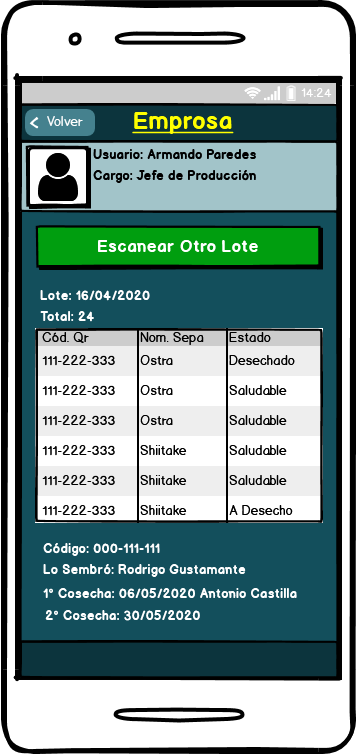 14:24
Volver
Emprosa
Usuario: Armando Paredes
Cargo: Jefe de Producción
Escanear Otro Lote
Lote: 16/04/2020
Total: 24
Cód. Qr Nom. Sepa Estado
111-222-333 Ostra Desechado
111-222-333 Ostra Saludable
111-222-333 Ostra Saludable
111-222-333 Shiitake Saludable
111-222-333 Shiitake Saludable
111-222-333 Shiitake A Desecho
Código: 000-111-111
Lo Sembró: Rodrigo Gustamante
1° Cosecha: 06/05/2020 Antonio Castilla
2° Cosecha: 30/05/2020